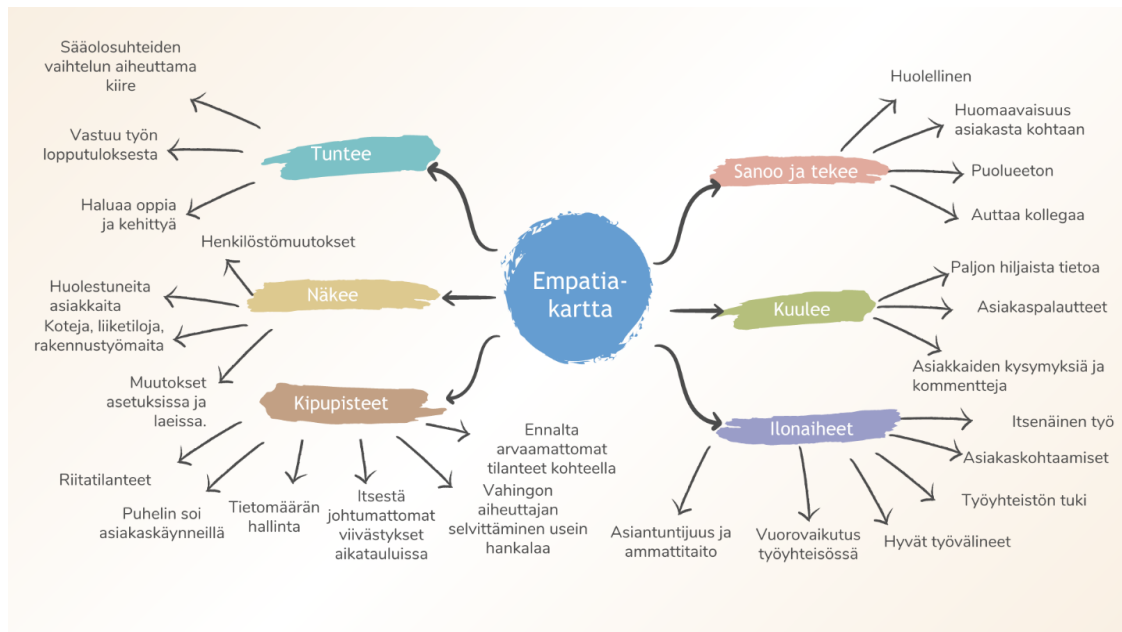 Empatia-
kartta
Tuntee
Sääolosuhteiden
vaihtelun aiheuttama
kiire
Vastuu työn
lopputuloksesta
Haluaa oppia
ja kehittyä
Näkee
Henkilöstömuutokset
Huolestuneita
asiakkaita
Koteja, liiketiloja,
rakennustyömaita
Muutokset
asetuksissa ja
laeissa.
Kipupisteet
Riitatilanteet
Puhelin soi
asiakaskäynneillä
Tietomäärän
hallinta
Itsestä
johtumattomat
viivästykset
aikatauluissa
Vahingon
aiheuttajan
selvittäminen usein
hankalaa
Ennalta
arvaamattomat
tilanteet kohteella
Sanoo ja tekee
Huolellinen
Huomaavaisuus
asiakasta kohtaan
Puolueeton
Auttaa kollegaa
Kuulee
Paljon hiljaista tietoa
Asiakaspalautteet
Asiakkaiden kysymyksiä ja
kommentteja
Ilonaiheet
Itsenäinen työ
Asiakaskohtaamiset
Työyhteistön tuki
Hyvät työvälineet
Vuorovaikutus
työyhteisössä
Asiantuntijuus ja
ammattitaito